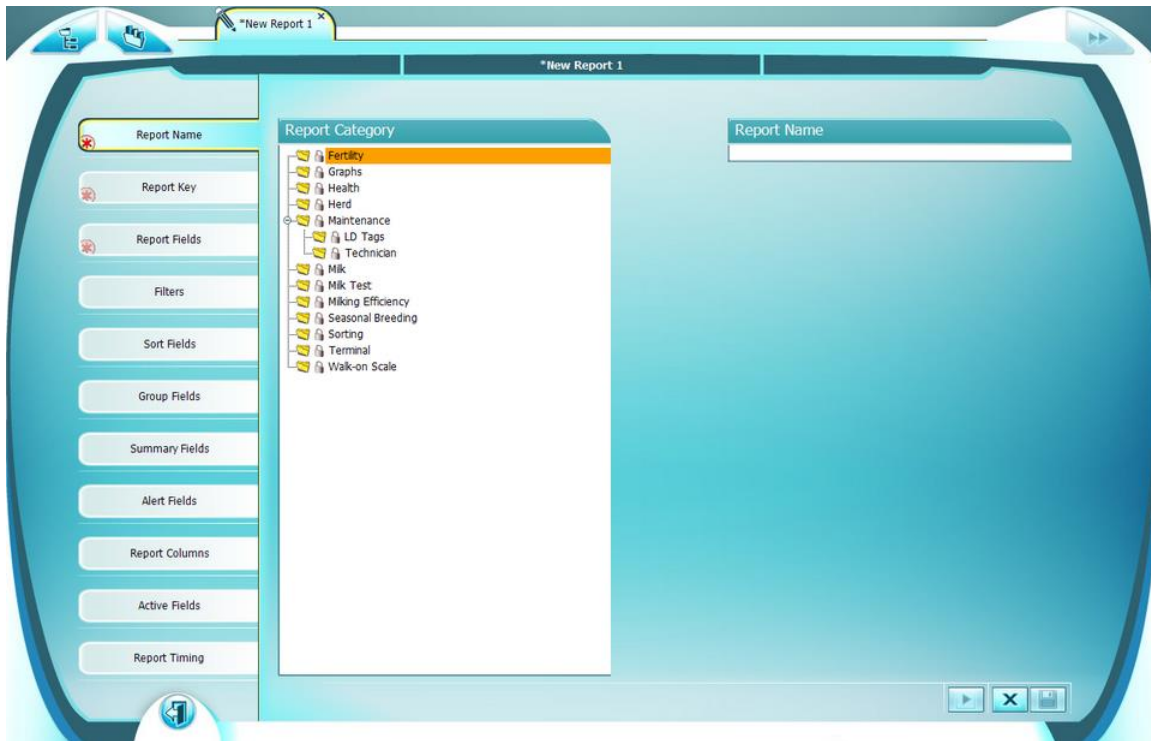 *New Report 1
*New Report 1
Report Name
Report Key
Report Fields
Filters
Sort Fields
Group Fields
Summary Fields
Alert Fields
Report Columns
Active Fields
Report Timing
Report Category
Fertility
Graphs
Health
Herd
Maintenance
LD Tags
Technician
Milk
Milk Test
Milking Efficiency
Seasonal Breeding
Sorting
Terminal
Walk-on Scale
Report Name